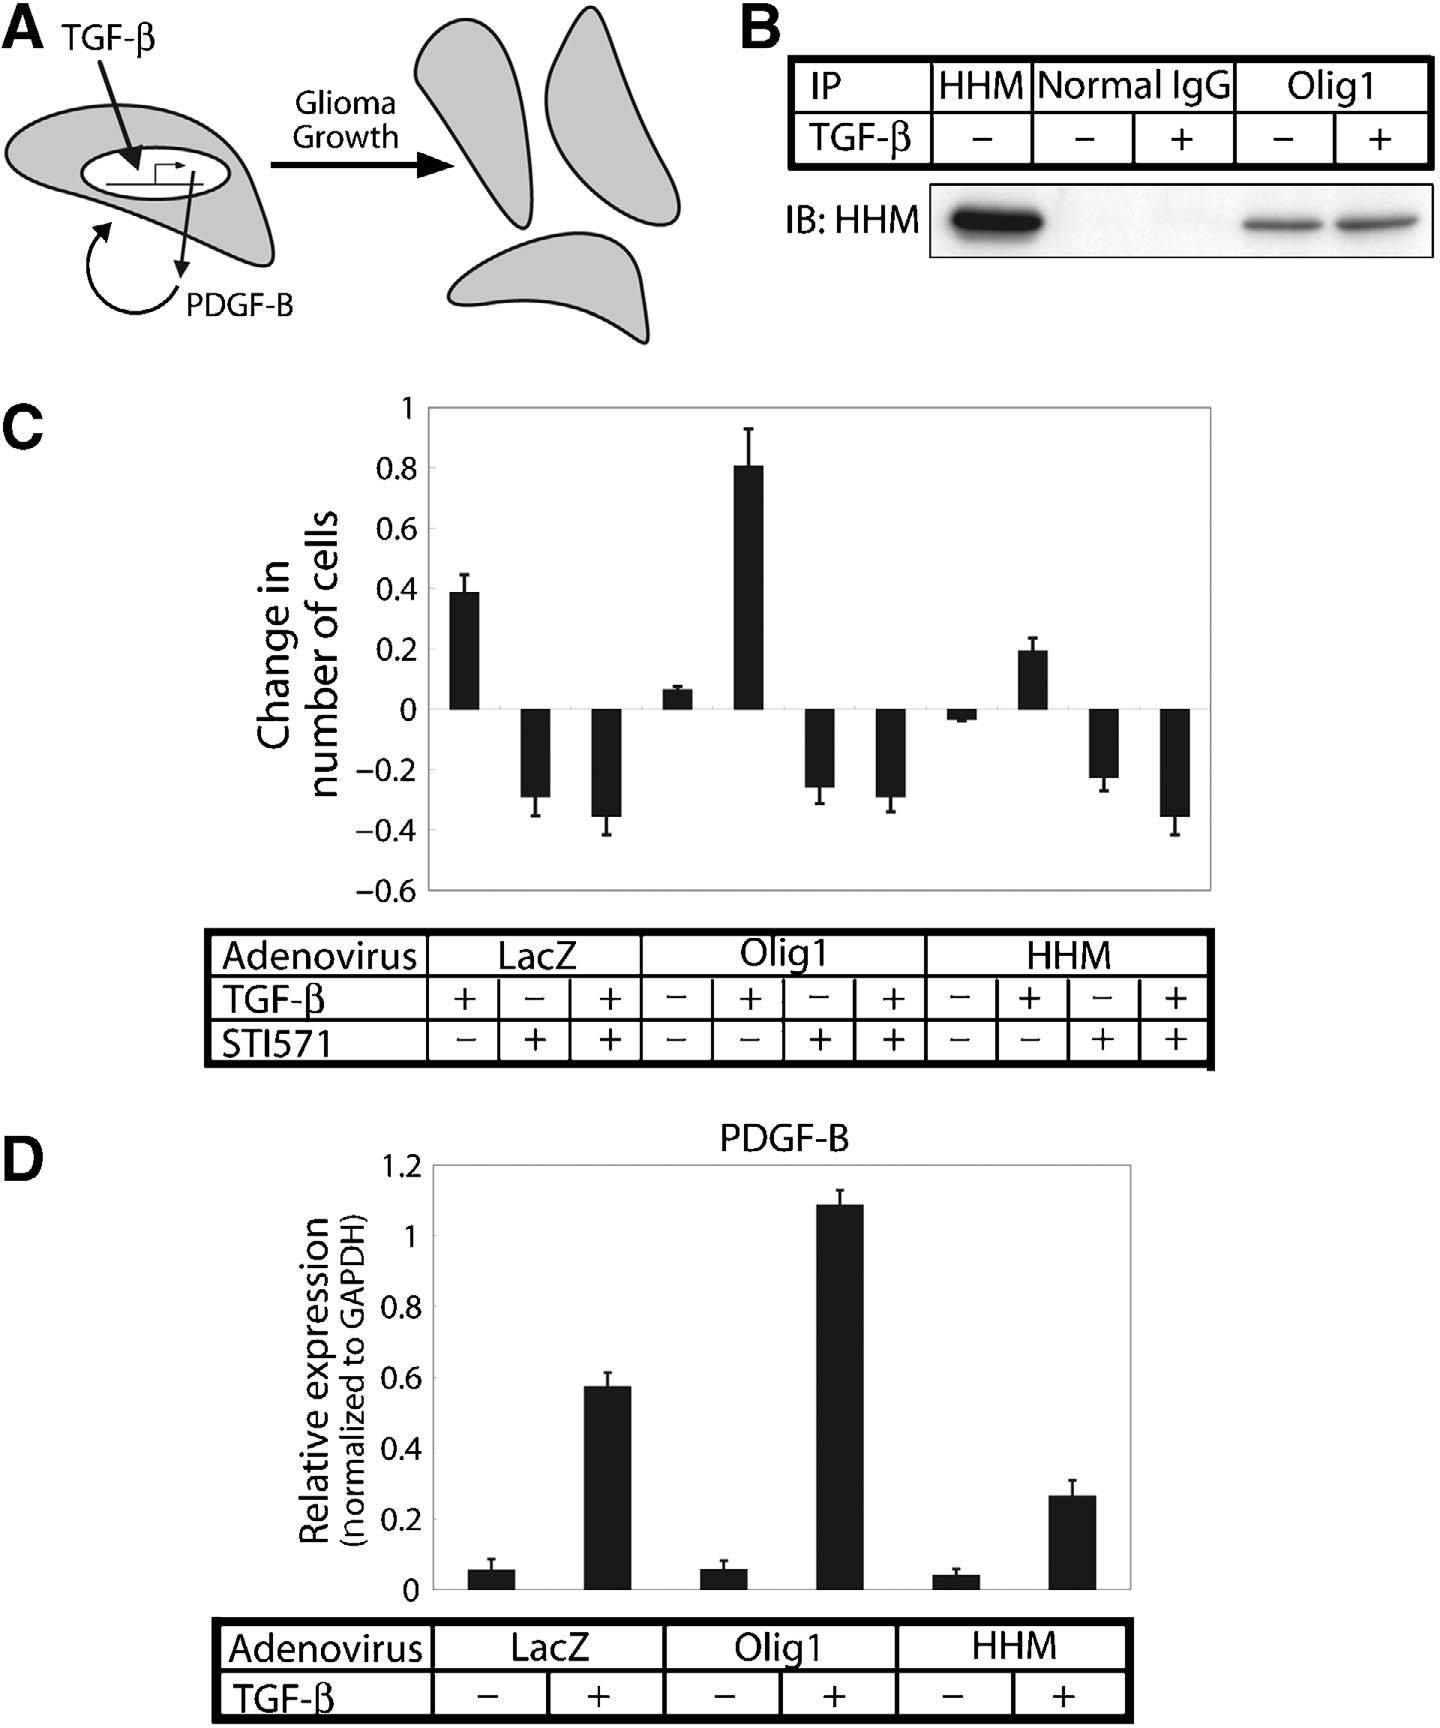 A
TGF-β
Glioma
Growth
PDGF-B
B
IP HHM Normal IgG Olig1
TGF-β − − + − +
IB: HHM
C
Change in
number of cells
1
0.8
0.6
0.4
0.2
0
−0.2
−0.4
−0.6
Adenovirus LacZ Olig1 HHM
TGF-β + − + − + − + − + − +
STI571 − + + − − + + − − + +
D
PDGF-B
Relative expression
(normalized to GAPDH)
1.2
1
0.8
0.6
0.4
0.2
0
Adenovirus LacZ Olig1 HHM
TGF-β − + − + − +